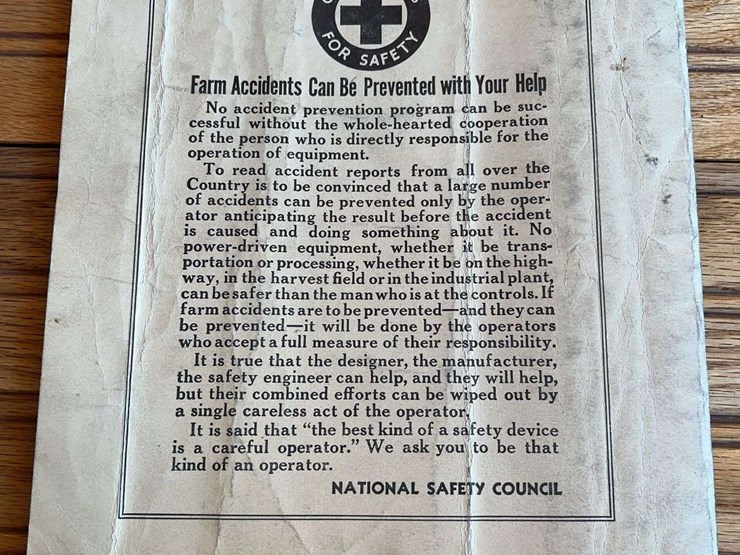 FOR SAFETY
Farm Accidents Can Be Prevented with Your Help
No accident prevention program can be suc-
cessful without the whole-hearted cooperation
of the person who is directly responsible for the
operation of equipment.
To read accident reports from all over the
Country is to be convinced that a large number
of accidents can be prevented only by the oper-
ator anticipating the result before the accident
is caused and doing something about it. No
power-driven equipment, whether it be trans-
portation or processing, whether it be on the high-
way, in the harvest field or in the industrial plant,
can be safer than the man who is at the controls. If
farm accidents are to be prevented—and they can
be prevented—it will be done by the operators
who accept a full measure of their responsibility.
It is true that the designer, the manufacturer,
the safety engineer can help, and they will help,
but their combined efforts can be wiped out by
a single careless act of the operator.
It is said that “the best kind of a safety device
is a careful operator.” We ask you to be that
kind of an operator.
NATIONAL SAFETY COUNCIL